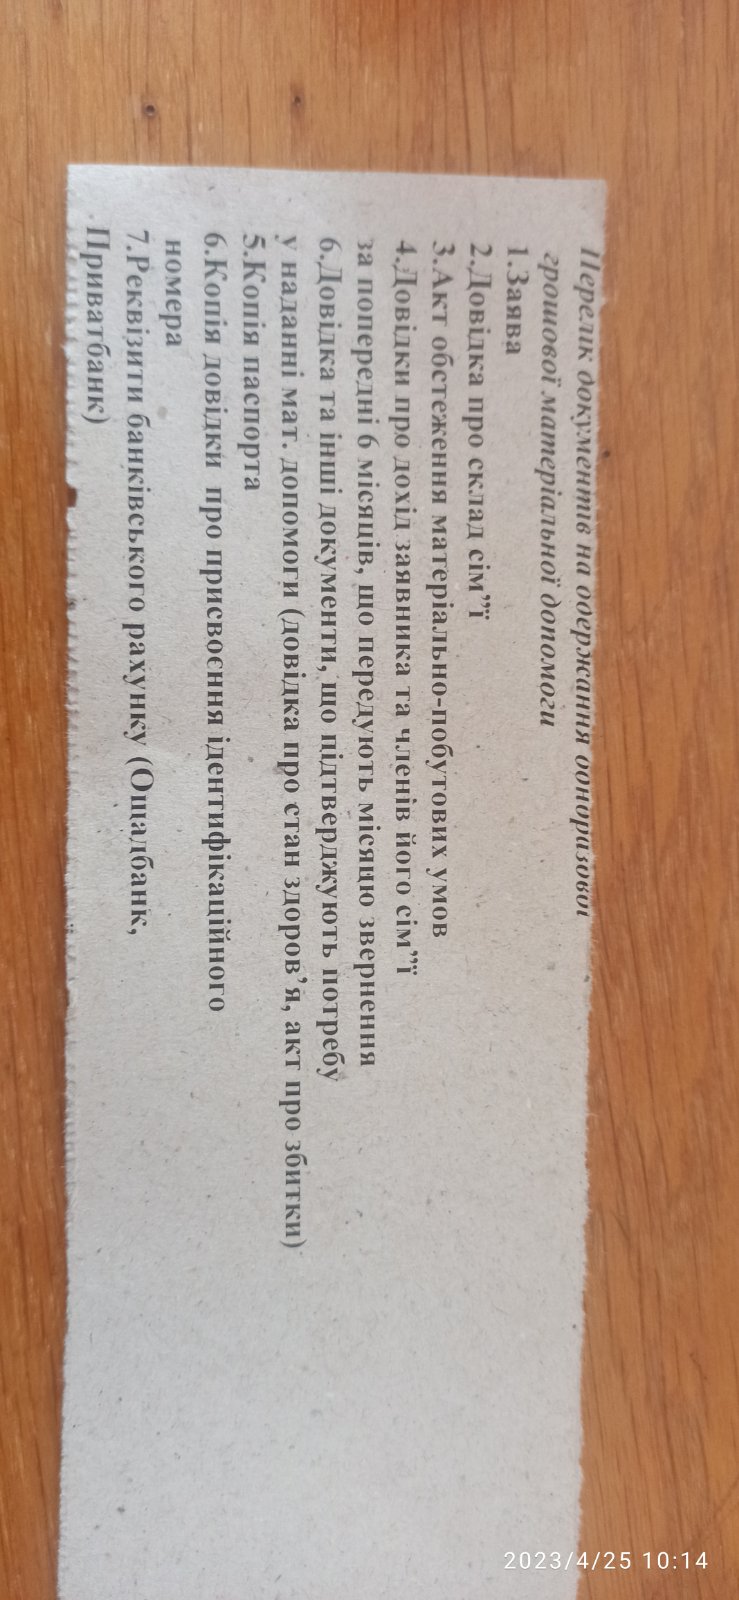 Перелік документів на одержання одноразової
грошової матеріальної допомоги
1.Заява
2.Довідка про склад сім”ї
3.Акт обстеження матеріально-побутових умов
4.Довідки про дохід заявника та членів його сім”ї
за попередні 6 місяців, що передують місяцю звернення
6.Довідка та інші документи, що підтверджують потребу
у наданні мат. допомоги (довідка про стан здоров’я, акт про збитки)
5.Копія паспорта
6.Копія довідки про присвоєння ідентифікаційного
номера
7.Реквізити банківського рахунку (Ощадбанк,
Приватбанк)
2023/4/25 10:14